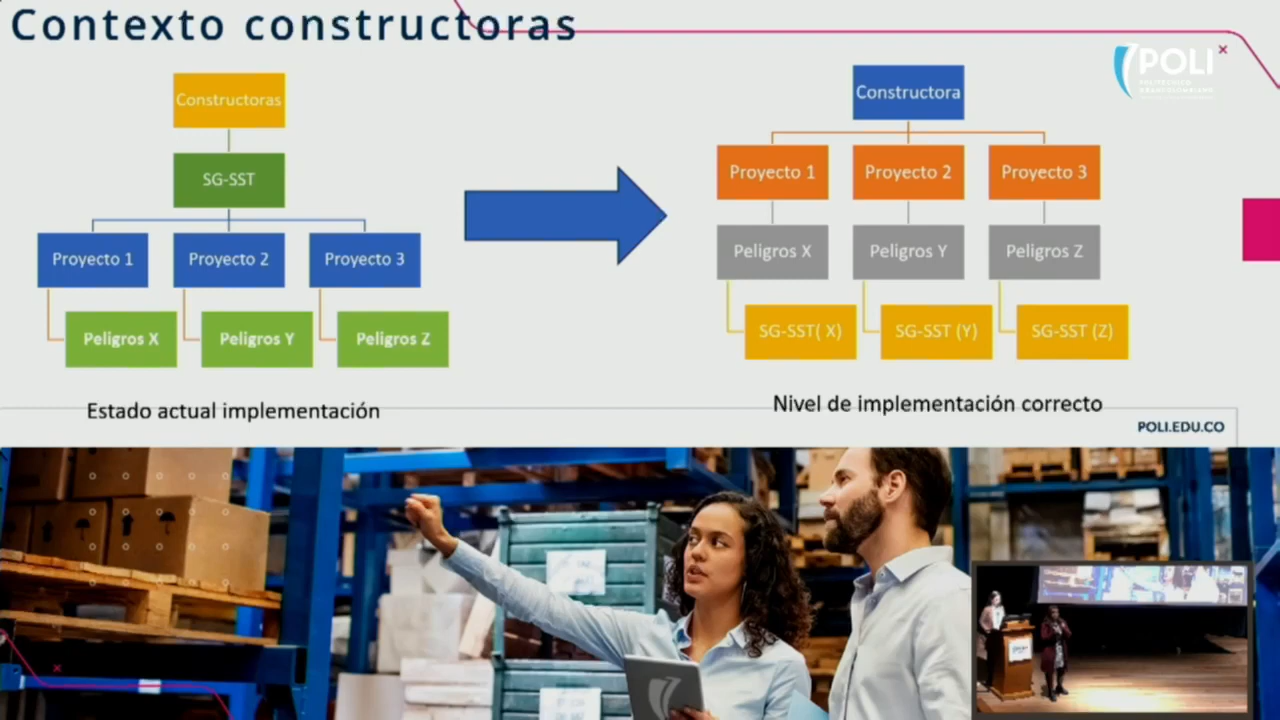 Contexto constructoras
POLI
POLITÉCNICO
GRANCOLOMBIANO
Constructoras
SG-SST
Proyecto 1
Proyecto 2
Proyecto 3
Peligros X
Peligros Y
Peligros Z
Estado actual implementación
Constructora
Proyecto 1
Proyecto 2
Proyecto 3
Peligros X
Peligros Y
Peligros Z
SG-SST( X)
SG-SST (Y)
SG-SST (Z)
Nivel de implementación correcto
POLI.EDU.CO